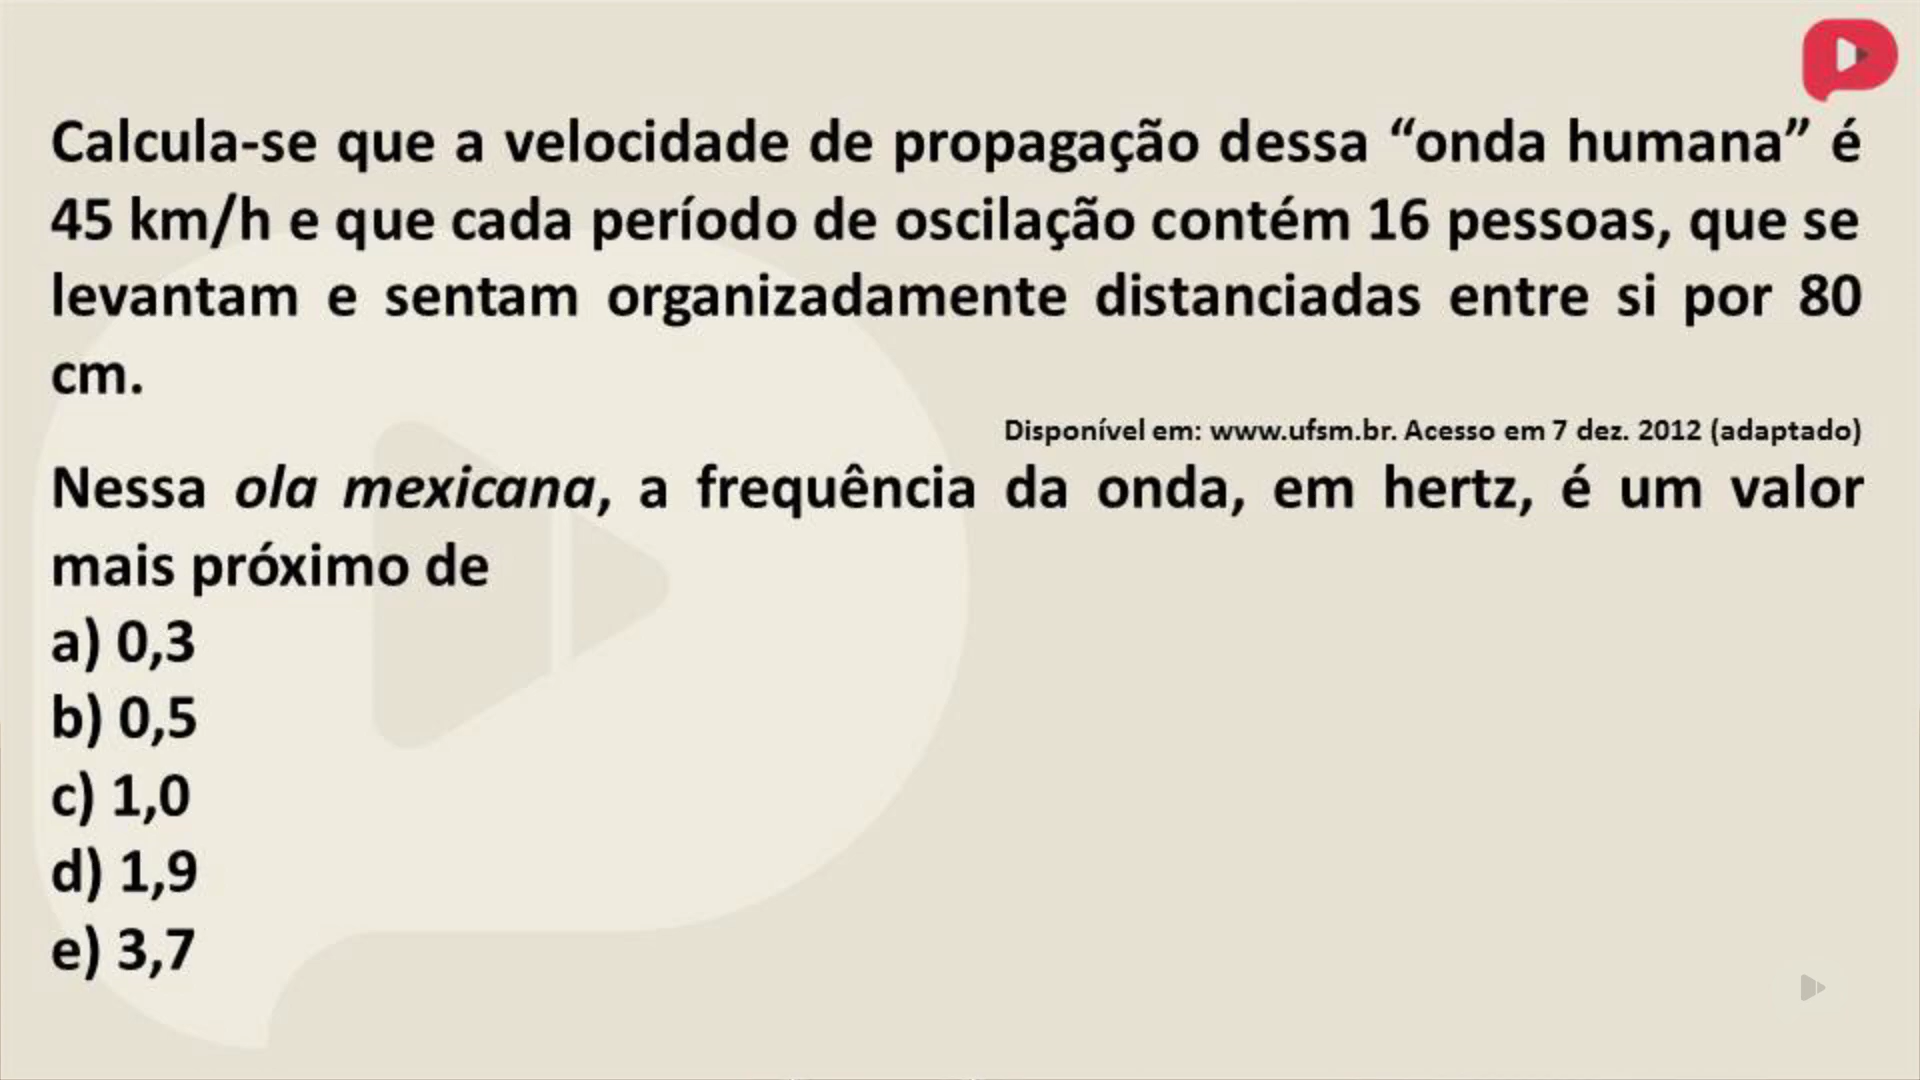 Calcula-se que a velocidade de propagação dessa “onda humana” é
45 km/h e que cada período de oscilação contém 16 pessoas, que se
levantam e sentam organizadamente distanciadas entre si por 80
cm.
Disponível em: www.ufsm.br. Acesso em 7 dez. 2012 (adaptado)
Nessa ola mexicana, a frequência da onda, em hertz, é um valor
mais próximo de
a) 0,3
b) 0,5
c) 1,0
d) 1,9
e) 3,7